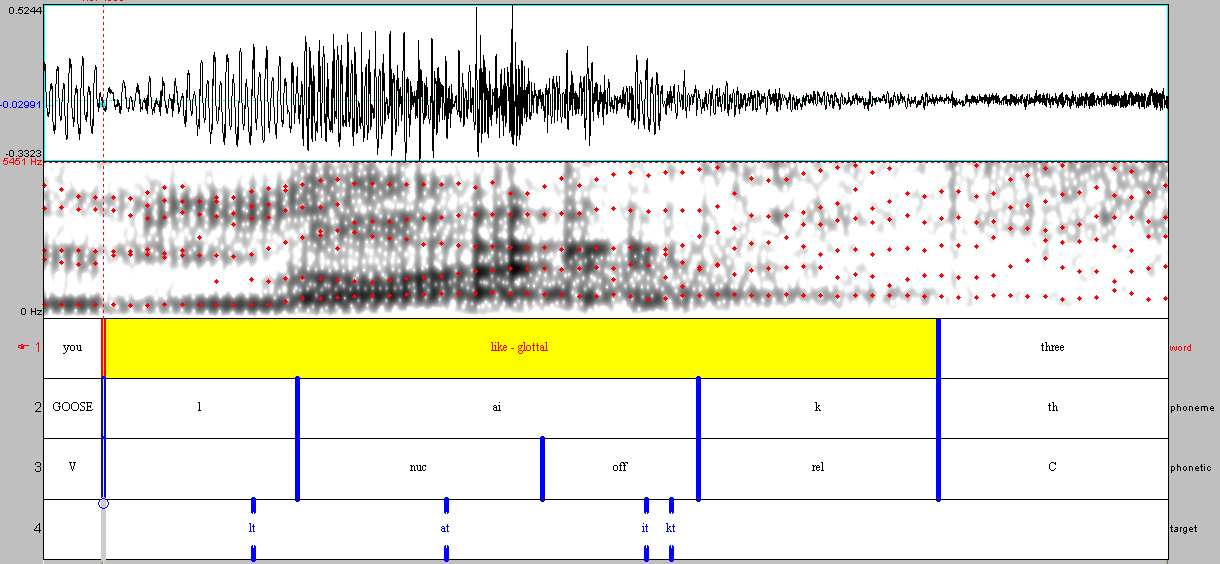 0.5244
-0.02991
-0.3323
5451 Hz
0 Hz
1 you like - glottal three word
2 GOOSE l ai k th phoneme
3 V nuc off rel C phonetic
4 lt at it kt target